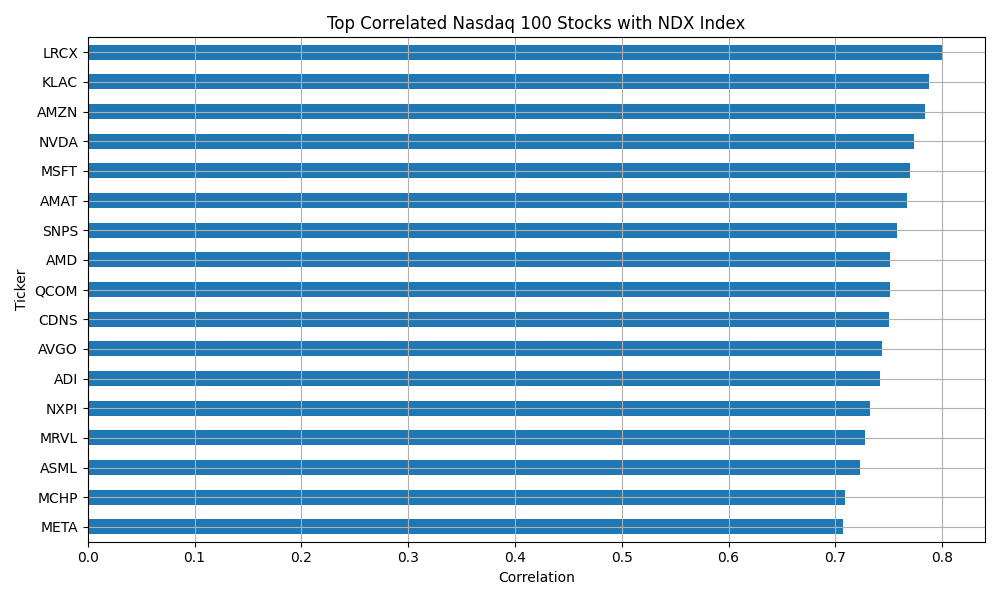 Top Correlated Nasdaq 100 Stocks with NDX Index
LRCX
KLAC
AMZN
NVDA
MSFT
AMAT
SNPS
AMD
QCOM
CDNS
AVGO
ADI
NXPI
MRVL
ASML
MCHP
META
Ticker
0.0 0.1 0.2 0.3 0.4 0.5 0.6 0.7 0.8
Correlation